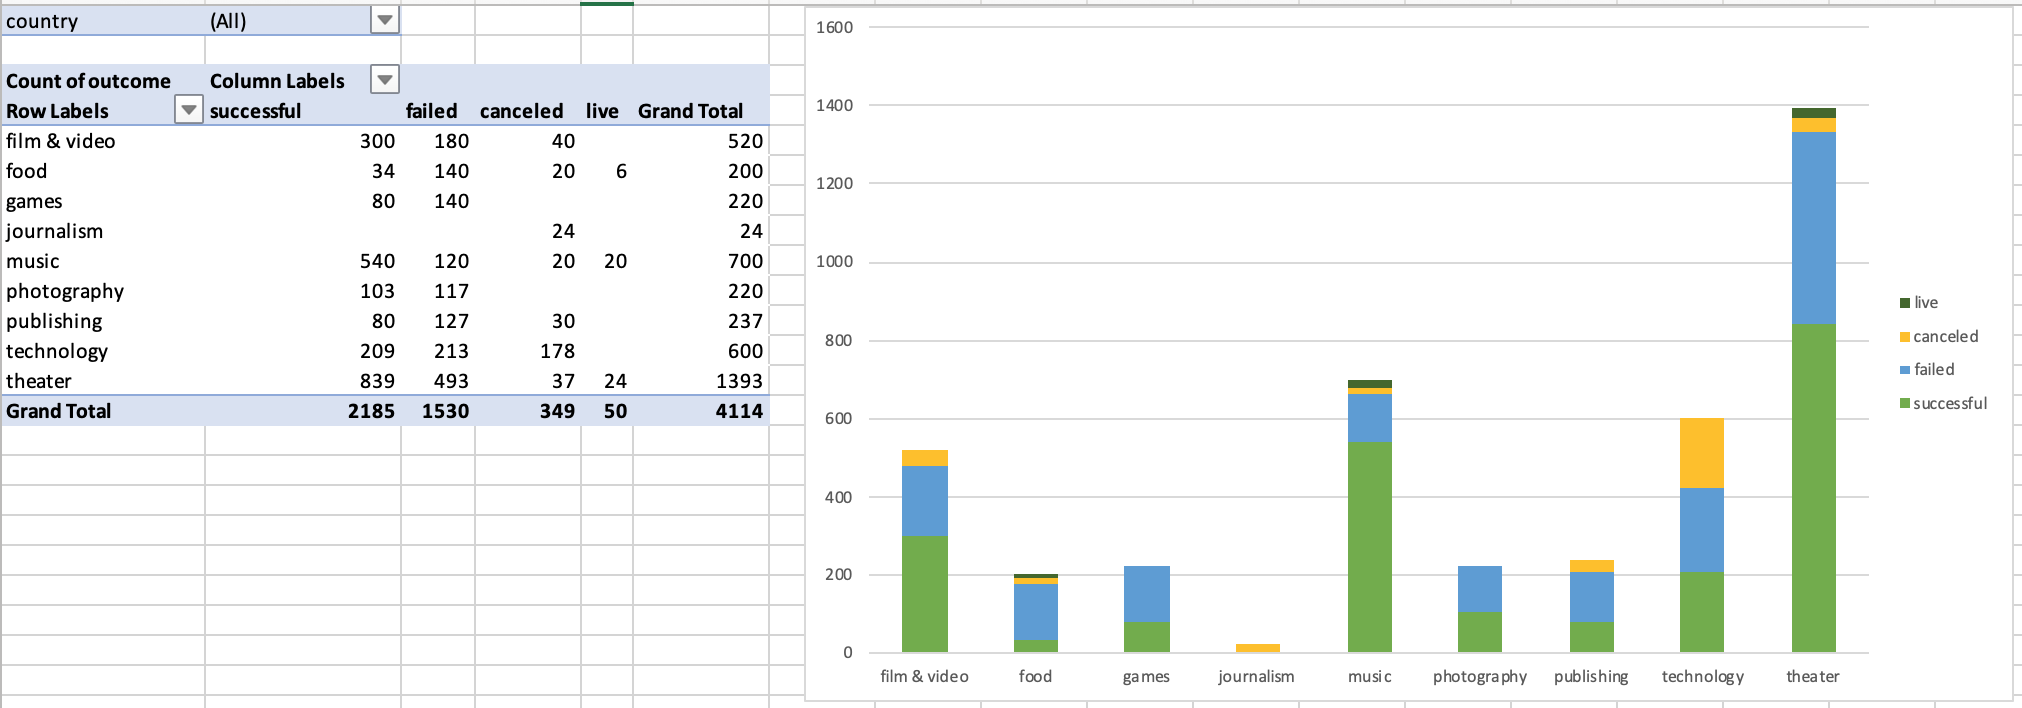 country (All)
Count of outcome Column Labels
Row Labels successful failed canceled live Grand Total
film & video 300 180 40 520
food 34 140 20 6 200
games 80 140 220
journalism 24 24
music 540 120 20 20 700
photography 103 117 220
publishing 80 127 30 237
technology 209 213 178 600
theater 839 493 37 24 1393
Grand Total 2185 1530 349 50 4114
1600
1400
1200
1000
800
600
400
200
0
film & video food games journalism music photography publishing technology theater
live
canceled
failed
successful